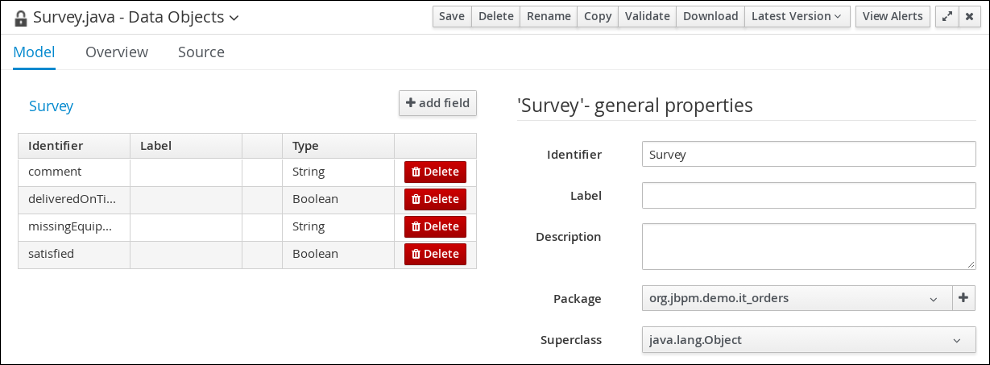 Survey.java - Data Objects
Save Delete Rename Copy Validate Download Latest Version View Alerts
Model Overview Source
Survey
+ add field
Identifier Label Type
comment String Delete
deliveredOnTi... Boolean Delete
missingEquip... String Delete
satisfied Boolean Delete
'Survey'- general properties
Identifier Survey
Label
Description
Package org.jbpm.demo.it_orders +
Superclass java.lang.Object